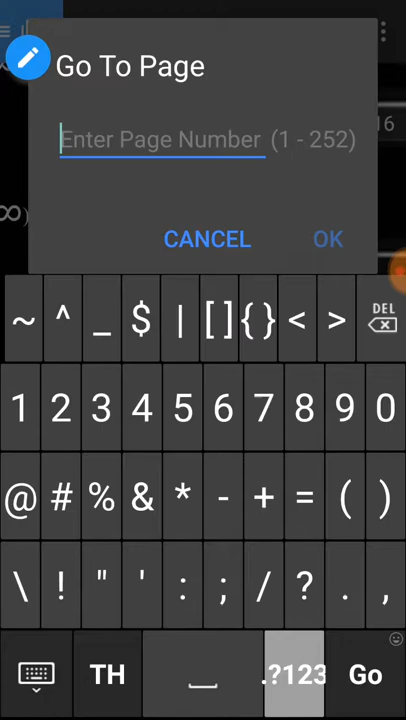 Go To Page
Enter Page Number (1 - 252)
16
∞)
CANCEL OK
~ ^ _ $ | [ ] { } < > DEL
1 2 3 4 5 6 7 8 9 0
@ # % & * - + = ( )
\ ! " ' : ; / ? . ,
TH .?123 Go